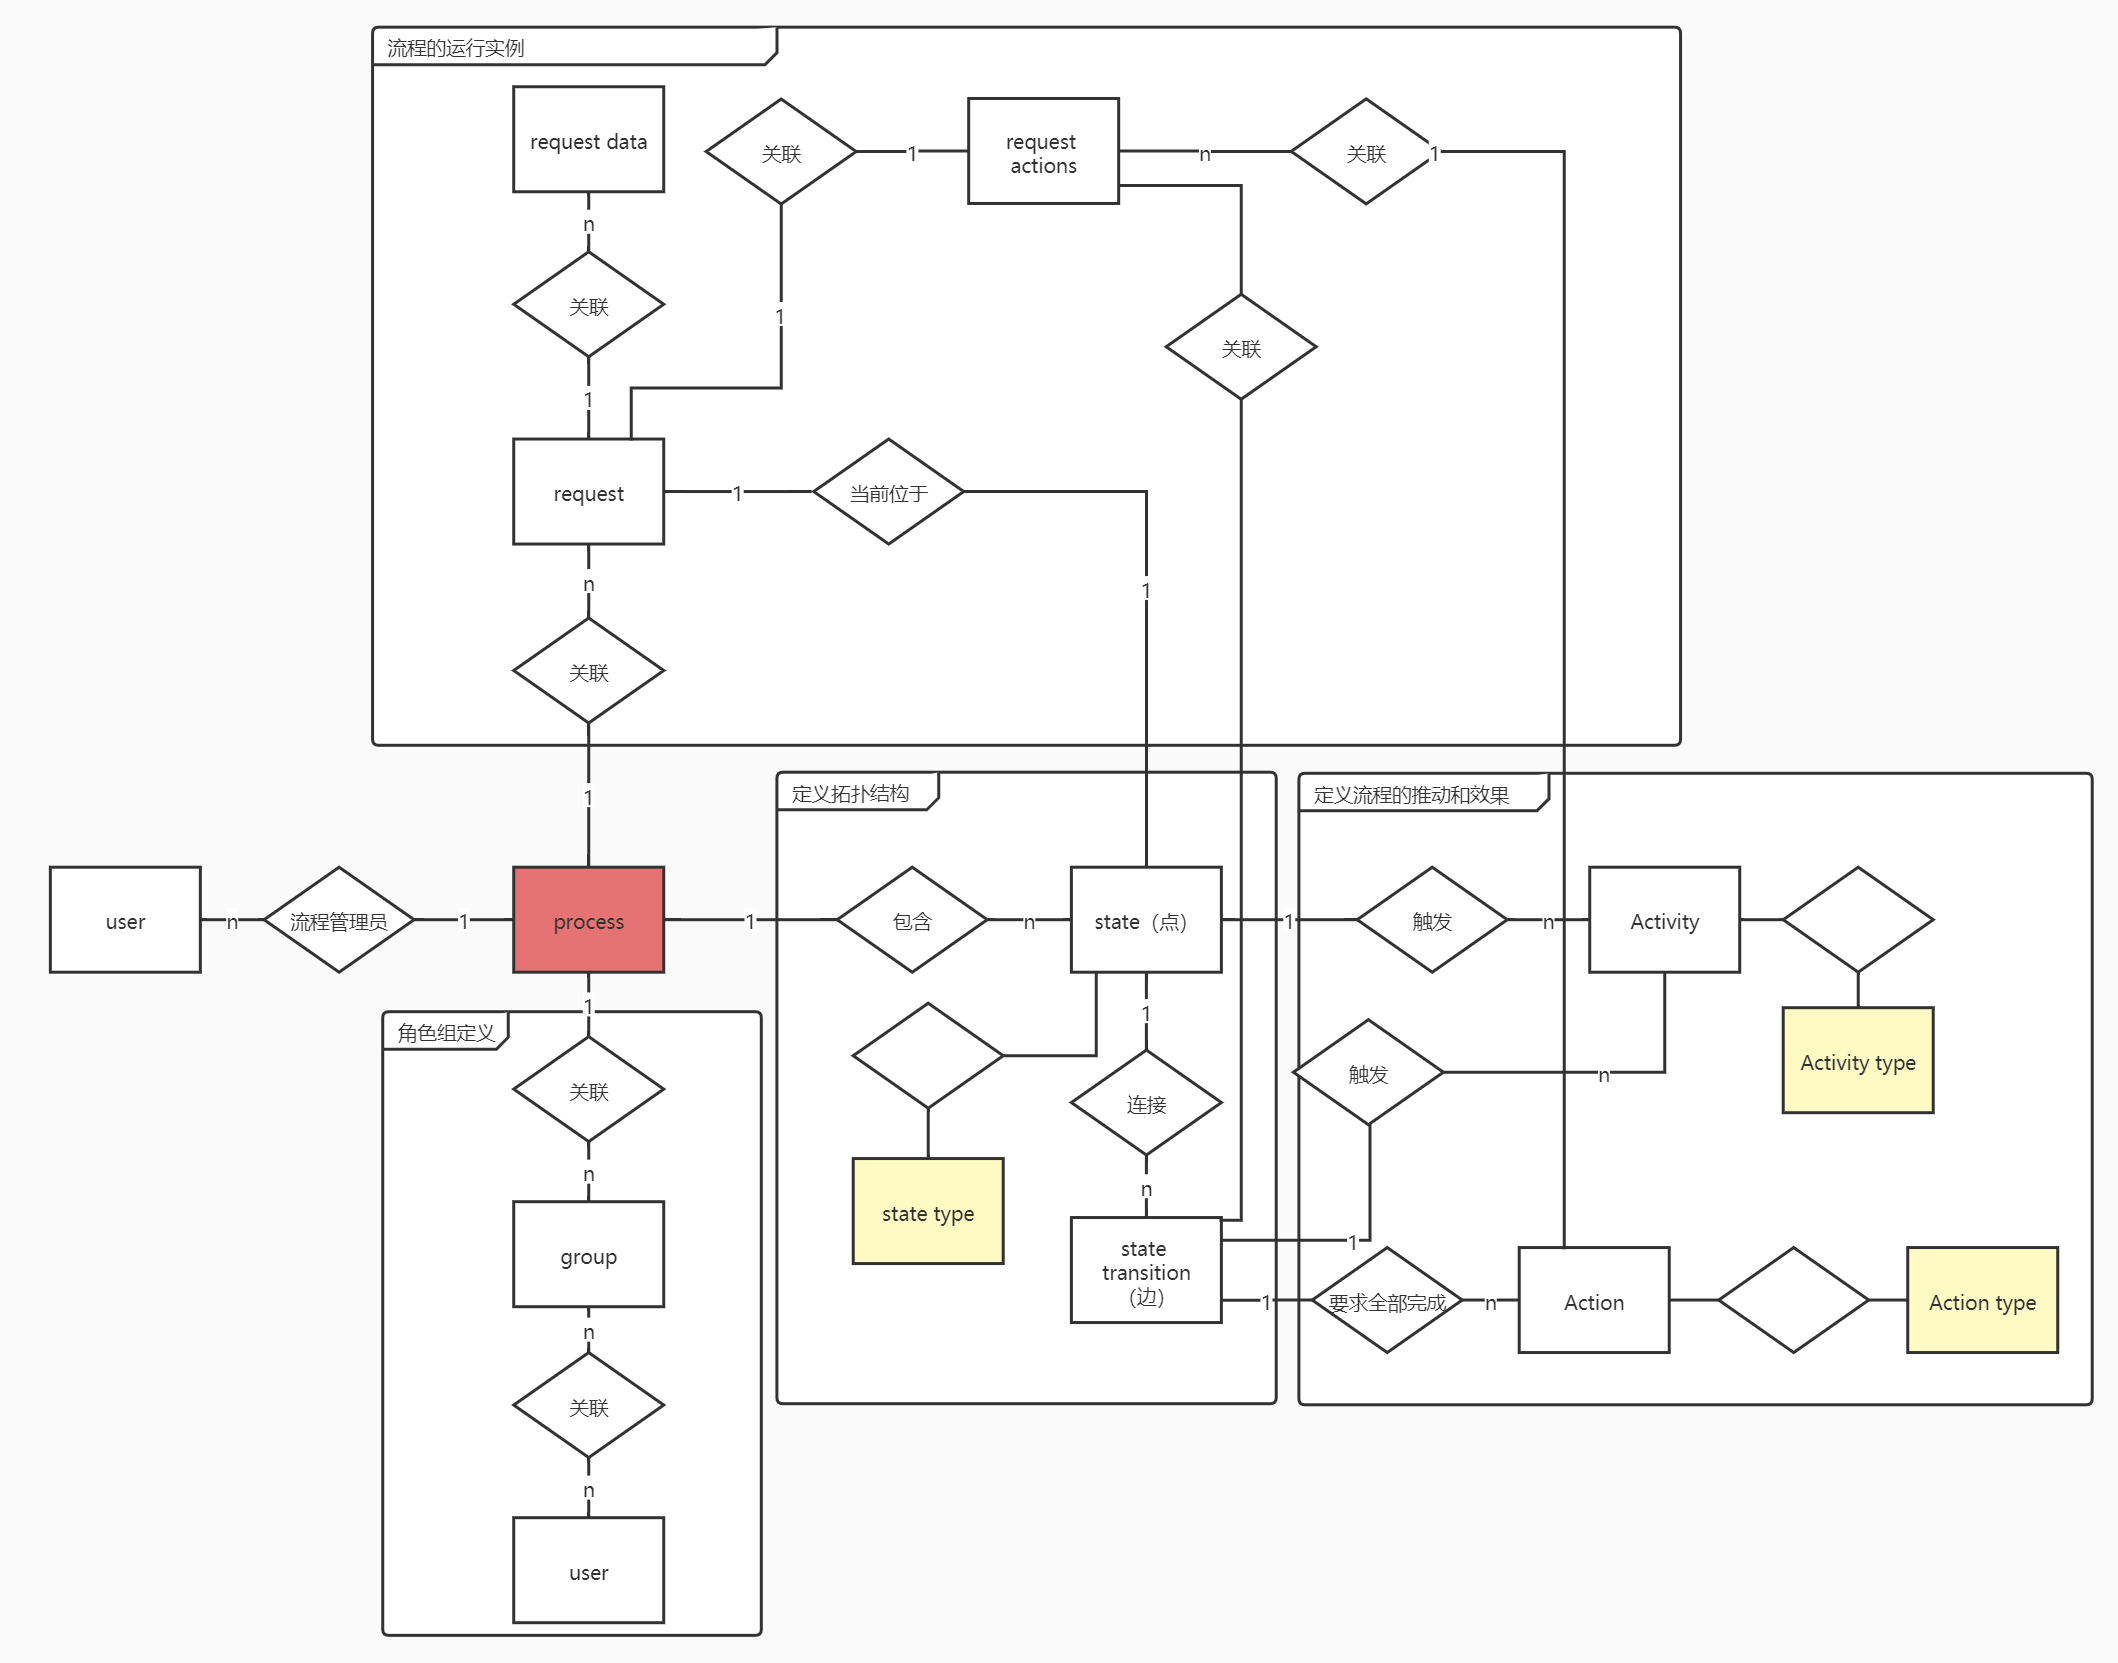 流程的运行实例
request data
关联
1
request
actions
n
关联
1
n
关联
1
关联
1
request
1
当前位于
n
1
关联
1
定义拓扑结构
定义流程的推动和效果
user
n
流程管理员
1
process
1
包含
n
state（点）
1
触发
n
Activity
1
角色组定义
关联
1
连接
触发
n
Activity type
n
n
state type
group
state
transition
（边）
1
1
要求全部完成
n
Action
Action type
n
关联
n
user